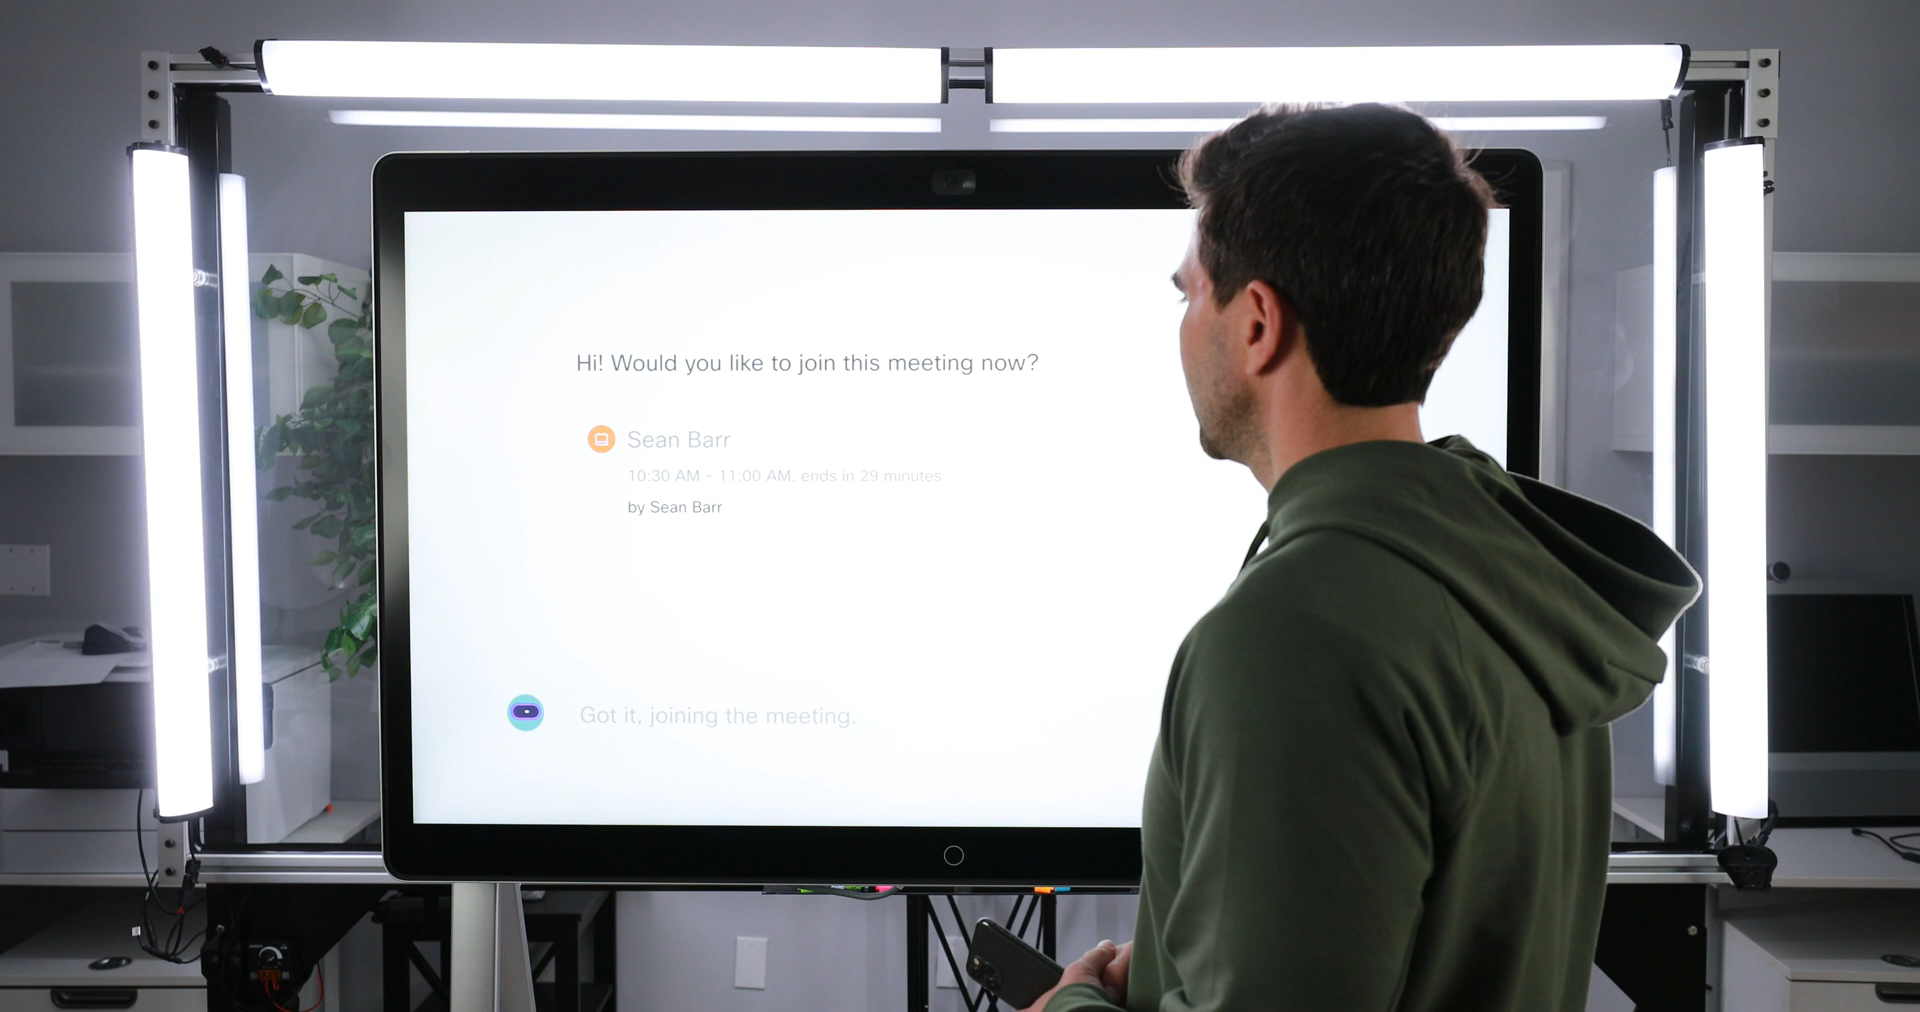 Hi! Would you like to join this meeting now?
Sean Barr
10:30 AM - 11:00 AM, ends in 29 minutes
by Sean Barr
Got it, joining the meeting.